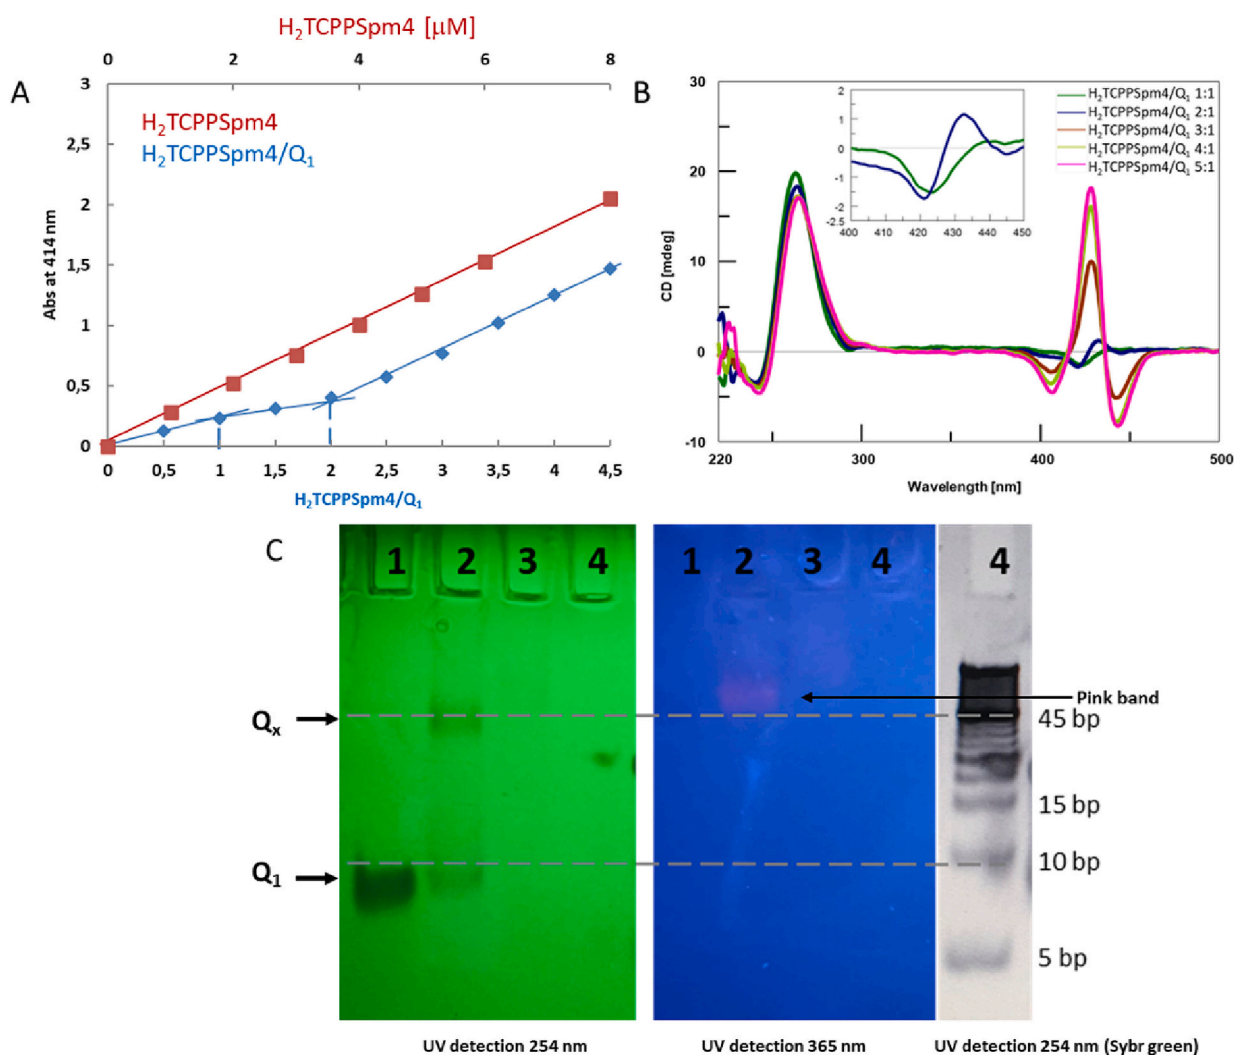 H₂TCPPSpm4 [μM]
0 2 4 6 8
A
3
2,5
2
1,5
1
0,5
0
Abs at 414 nm
H₂TCPPSpm4
H₂TCPPSpm4/Q₁
0 0,5 1 1,5 2 2,5 3 3,5 4 4,5
H₂TCPPSpm4/Q₁
B
30
20
10
0
-10
CD [mdeg]
2
1
0
-1
-2
-2.5
400 410 420 430 440 450
H₂TCPPSpm4/Q₁ 1:1
H₂TCPPSpm4/Q₁ 2:1
H₂TCPPSpm4/Q₁ 3:1
H₂TCPPSpm4/Q₁ 4:1
H₂TCPPSpm4/Q₁ 5:1
220 300 400 500
Wavelength [nm]
C
1 2 3 4
1 2 3 4
4
Qₓ
Q₁
Pink band
45 bp
15 bp
10 bp
5 bp
UV detection 254 nm
UV detection 365 nm
UV detection 254 nm (Sybr green)